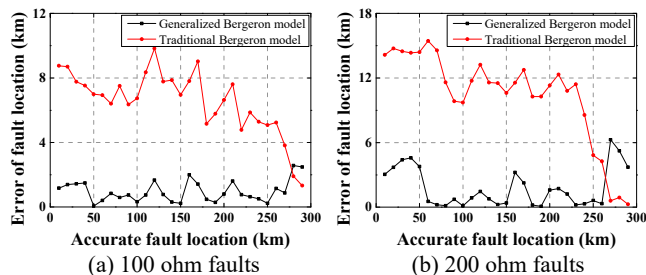 Error of fault location (km)
12
8
4
0
Generalized Bergeron model
Traditional Bergeron model
0 50 100 150 200 250 300
Accurate fault location (km)
(a) 100 ohm faults
Error of fault location (km)
18
12
6
0
Generalized Bergeron model
Traditional Bergeron model
0 50 100 150 200 250 300
Accurate fault location (km)
(b) 200 ohm faults